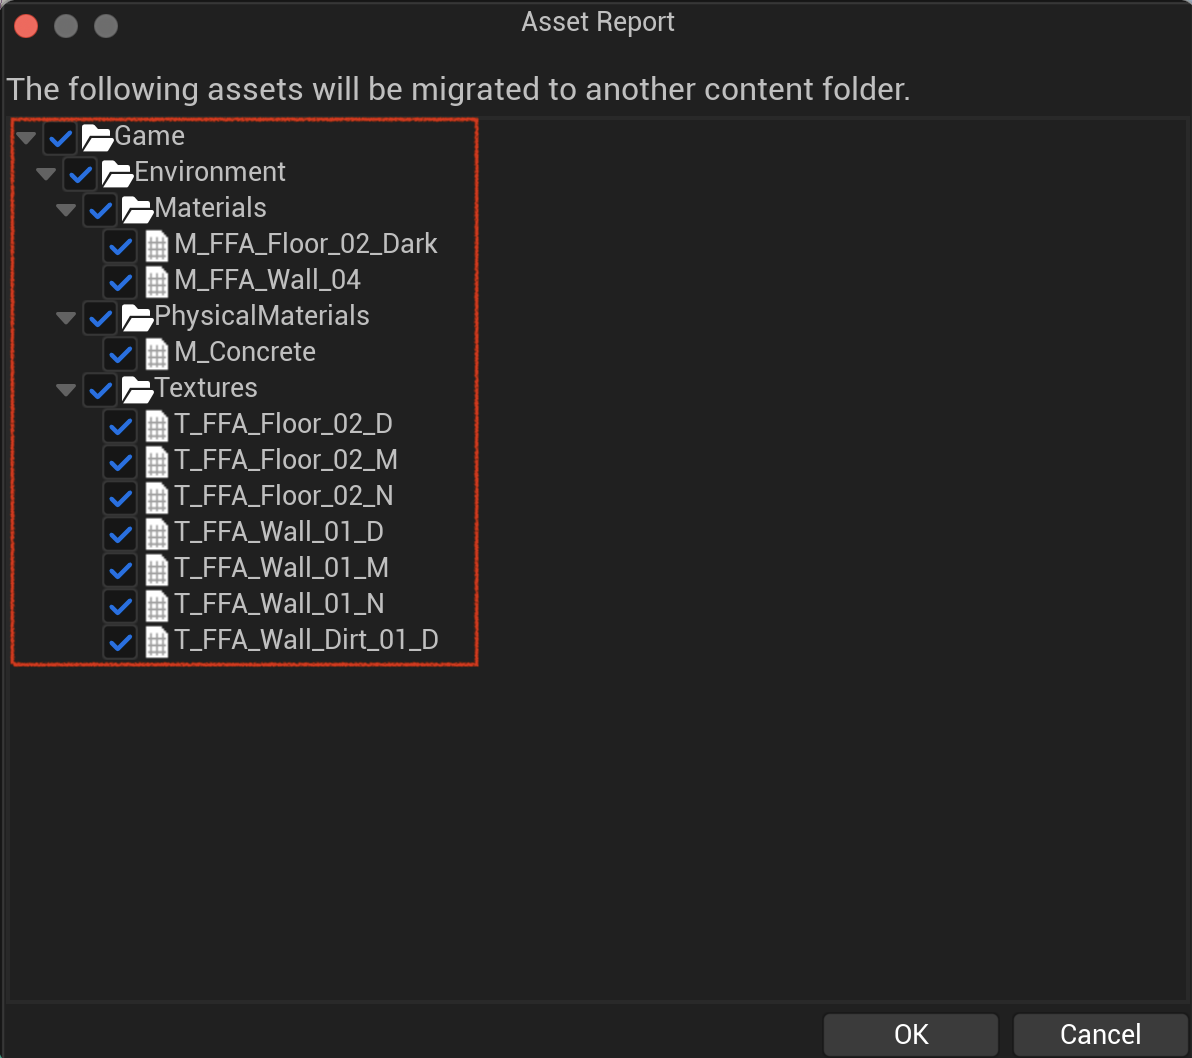 Asset Report
The following assets will be migrated to another content folder.
Game
Environment
Materials
M_FFA_Floor_02_Dark
M_FFA_Wall_04
PhysicalMaterials
M_Concrete
Textures
T_FFA_Floor_02_D
T_FFA_Floor_02_M
T_FFA_Floor_02_N
T_FFA_Wall_01_D
T_FFA_Wall_01_M
T_FFA_Wall_01_N
T_FFA_Wall_Dirt_01_D
OK Cancel